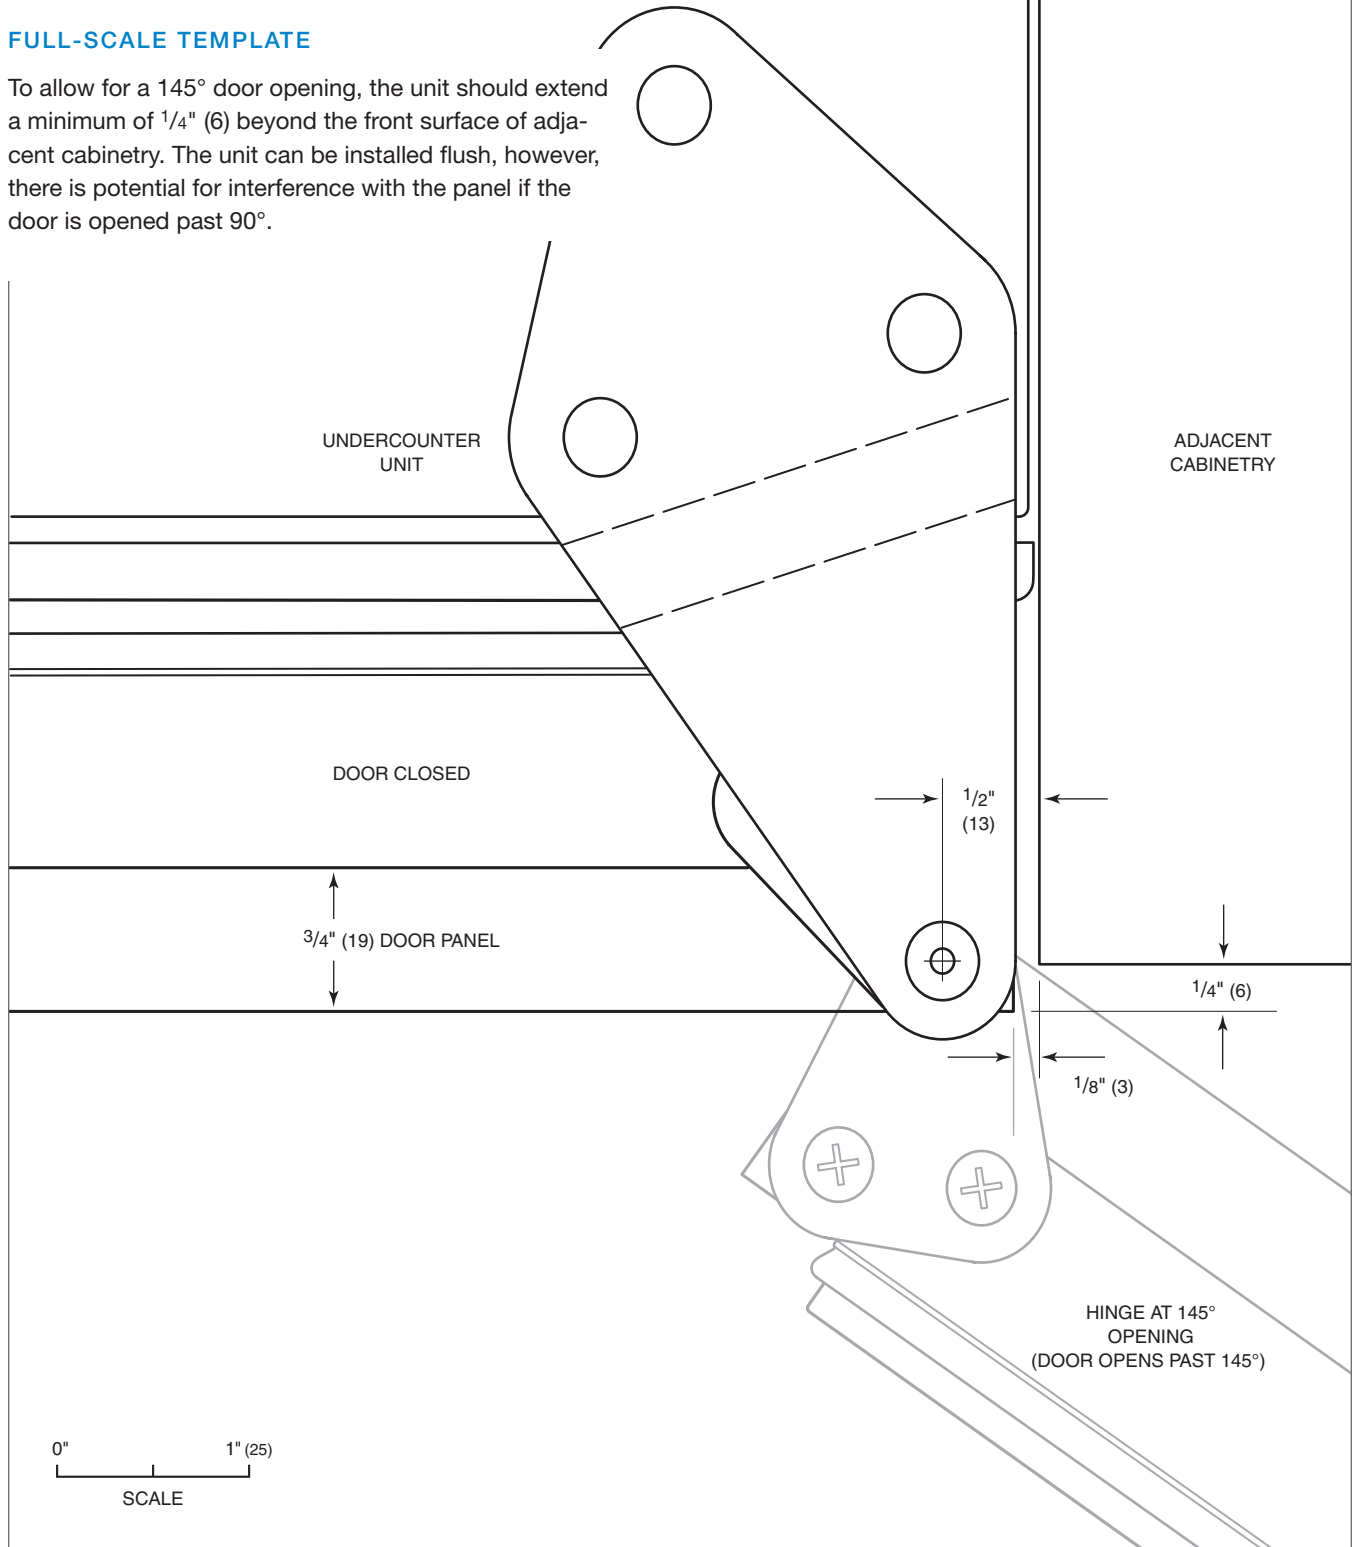 FULL-SCALE TEMPLATE
To allow for a 145° door opening, the unit should extend
a minimum of 1/4" (6) beyond the front surface of adja-
cent cabinetry. The unit can be installed flush, however,
there is potential for interference with the panel if the
door is opened past 90°.
UNDERCOUNTER
UNIT
ADJACENT
CABINETRY
DOOR CLOSED
1/2"
(13)
3/4" (19) DOOR PANEL
1/4" (6)
1/8" (3)
HINGE AT 145°
OPENING
(DOOR OPENS PAST 145°)
0"
1" (25)
SCALE